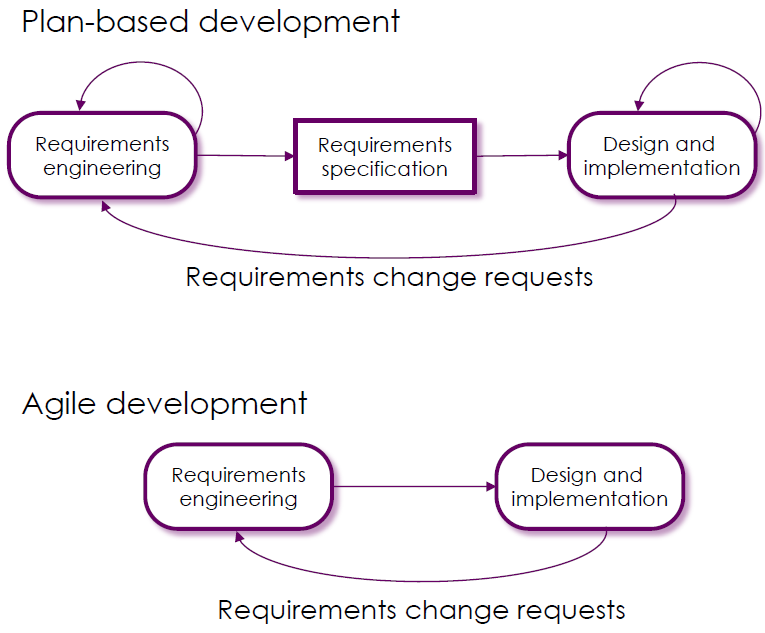 Plan-based development
Requirements
engineering
Requirements
specification
Design and
implementation
Requirements change requests
Agile development
Requirements
engineering
Design and
implementation
Requirements change requests